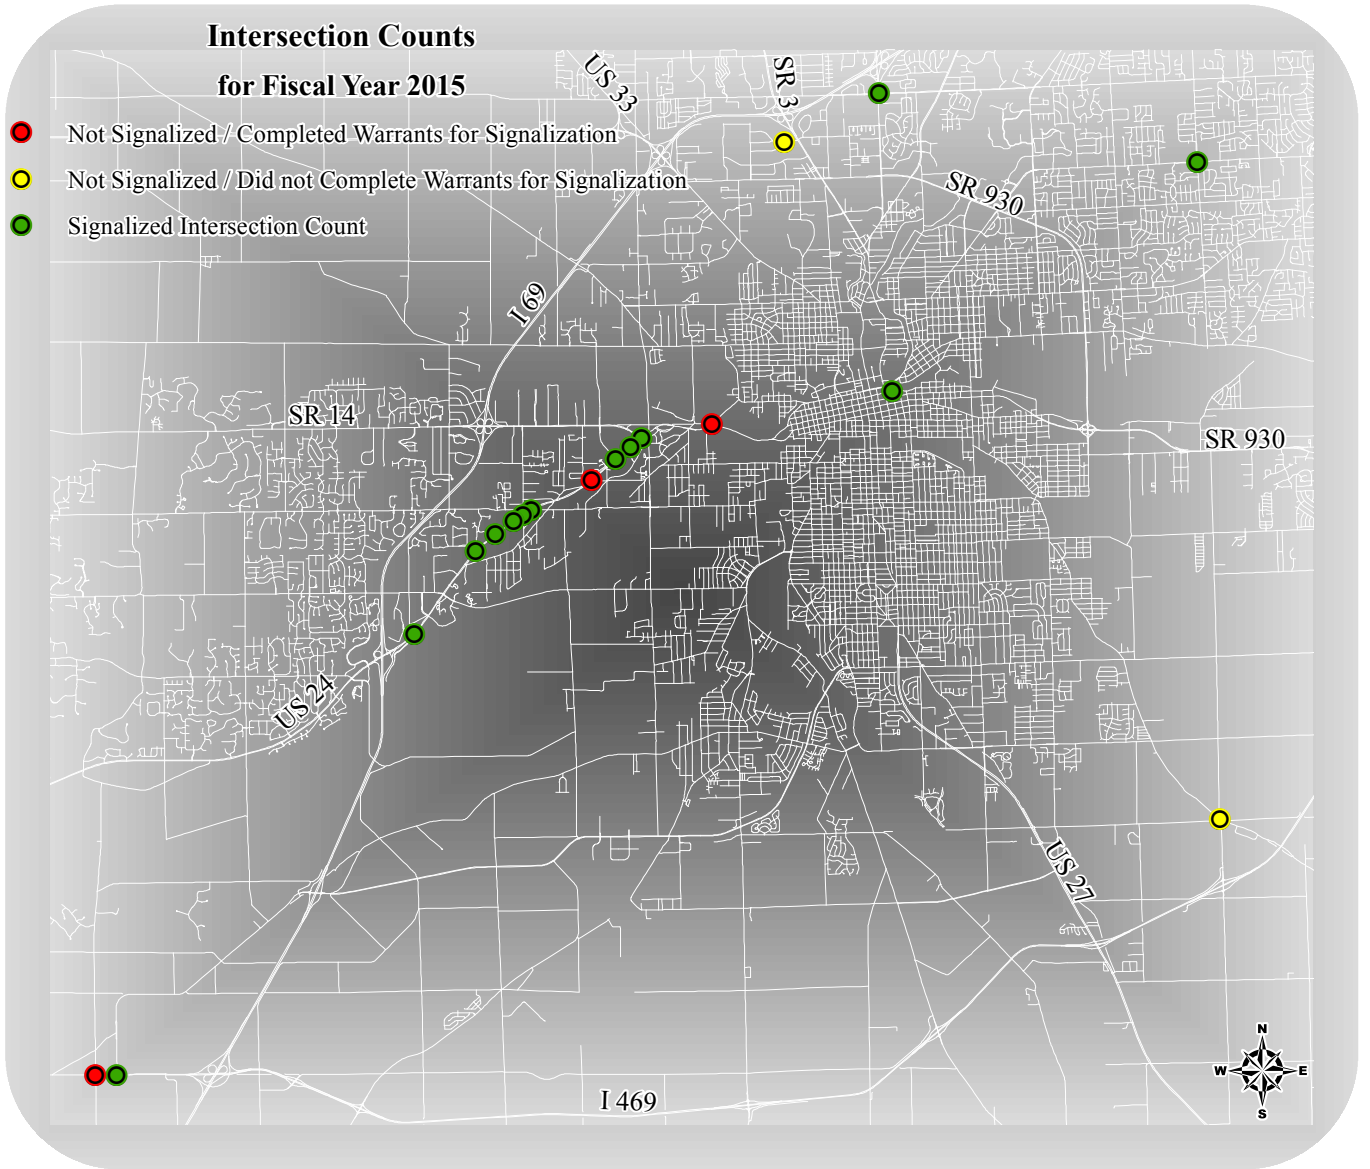 Intersection Counts
for Fiscal Year 2015
Not Signalized / Completed Warrants for Signalization
Not Signalized / Did not Complete Warrants for Signalization
Signalized Intersection Count
US 33
SR 3
SR 930
I 69
SR 14
SR 930
US 24
US 27
I 469
N
W E
S